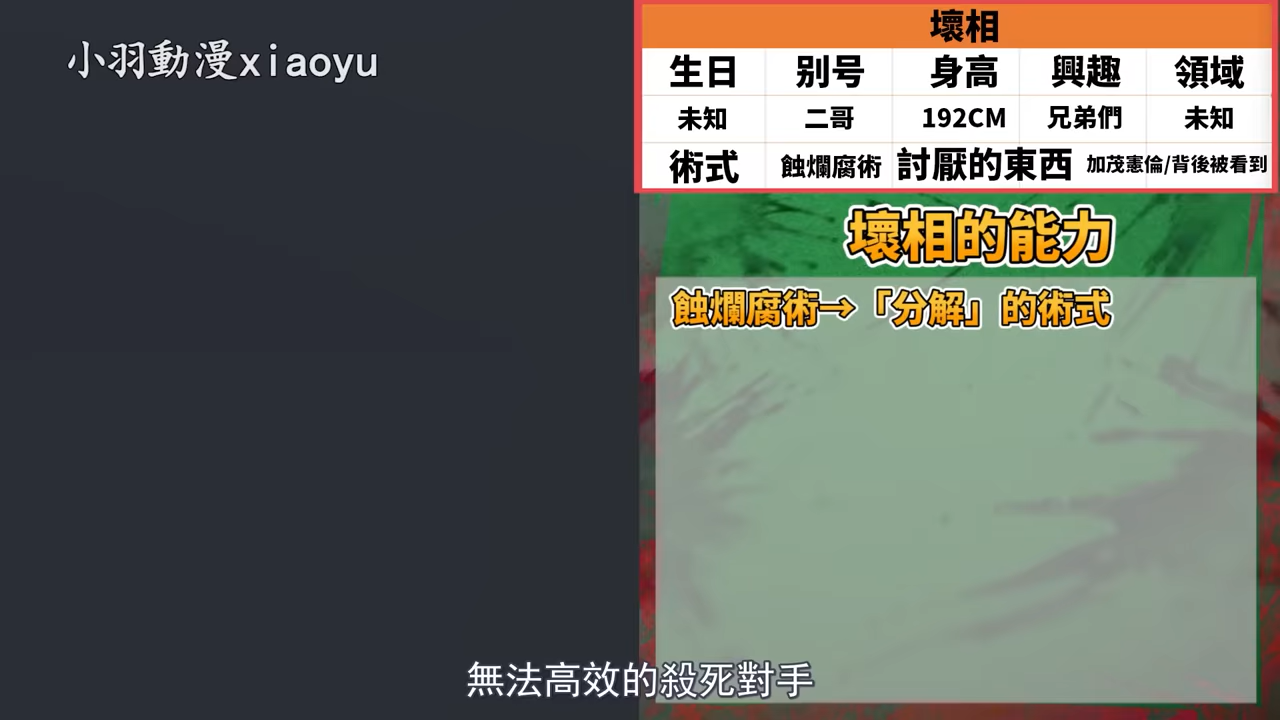 小羽動漫xiaoyu
壞相
生日 别号 身高 興趣 領域
未知 二哥 192CM 兄弟們 未知
術式 蝕爛腐術 討厭的東西 加茂憲倫/背後被看到
壞相的能力
蝕爛腐術→「分解」的術式
無法高效的殺死對手